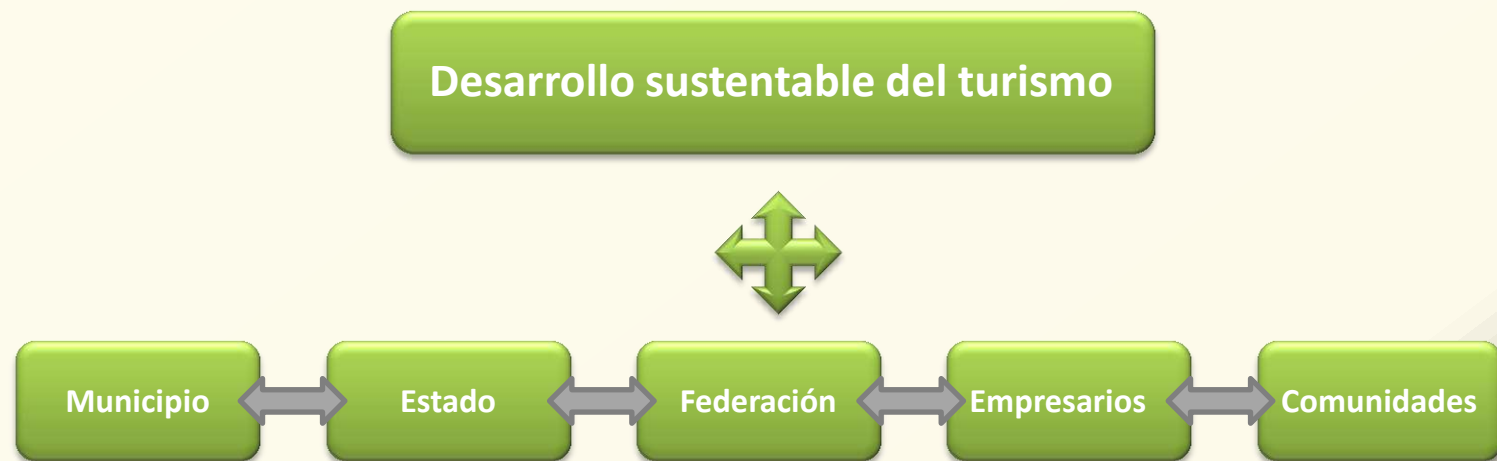 Desarrollo sustentable del turismo
Municipio
Estado
Federación
Empresarios
Comunidades